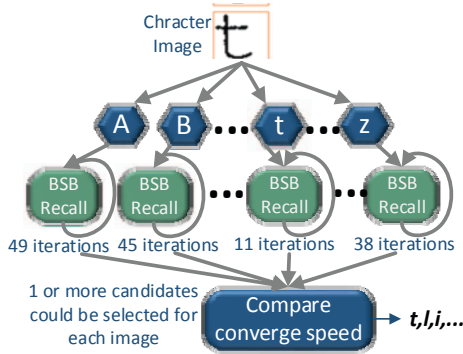 Chracter
Image
t
A B ... t ... z
BSB
Recall
BSB
Recall
...
BSB
Recall
...
BSB
Recall
49 iterations 45 iterations 11 iterations 38 iterations
1 or more candidates
could be selected for
each image
Compare
converge speed
t,l,i,...